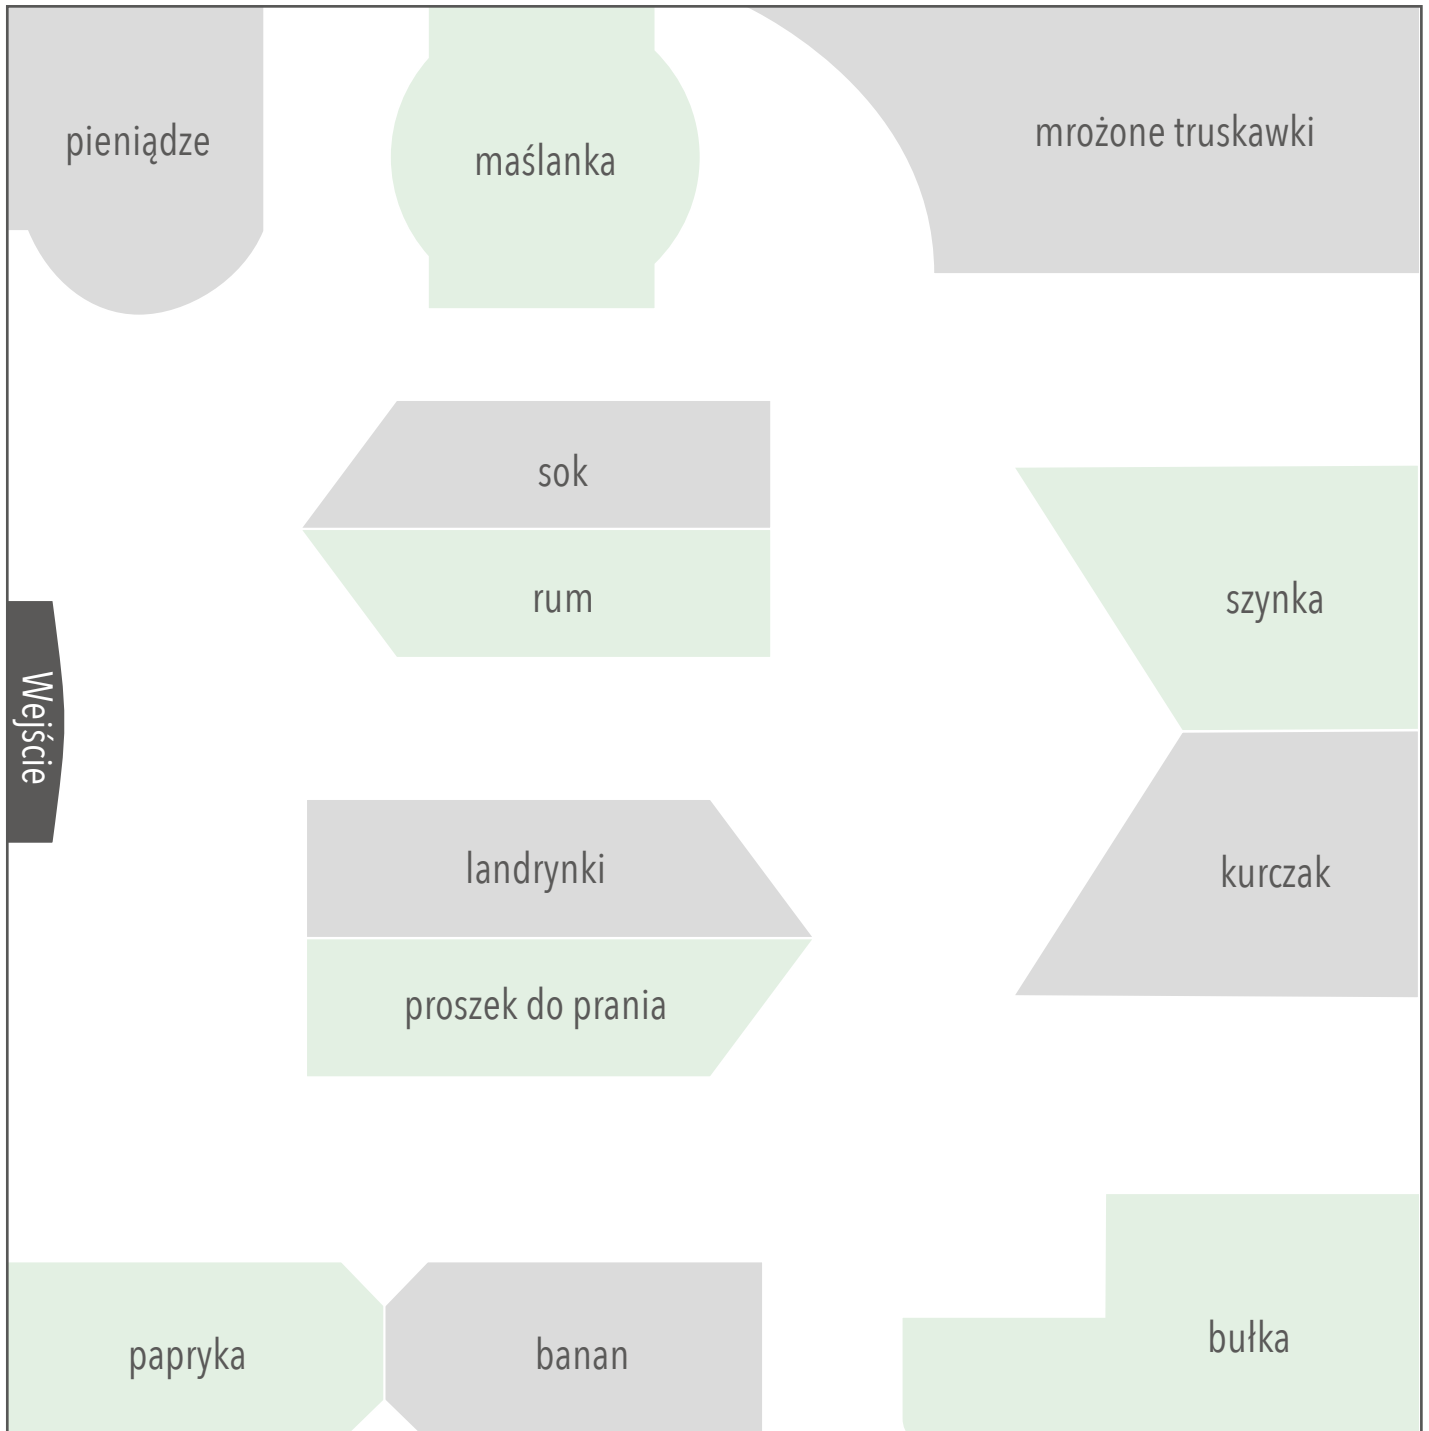 pieniądze
maślanka
mrożone truskawki
sok
rum
szynka
Wejście
landrynki
kurczak
proszek do prania
papryka
banan
bułka